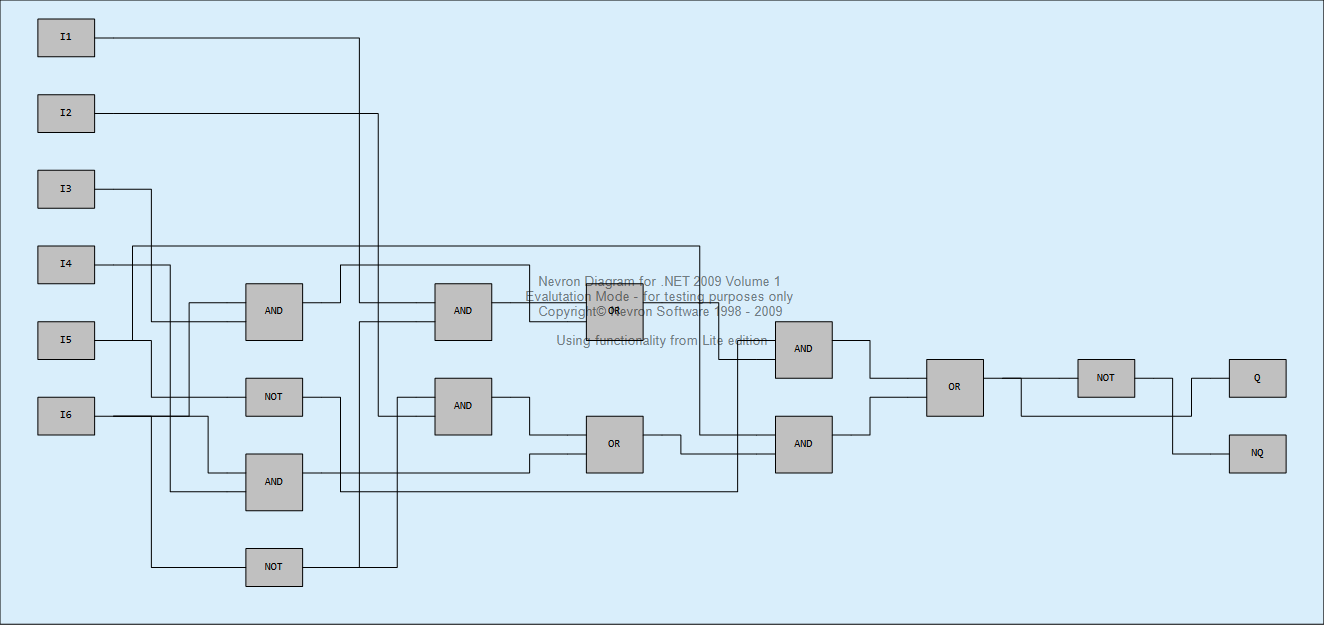 I1
I2
I3
I4
I5
I6
AND
NOT
AND
NOT
AND
AND
Nevron Diagram for .NET 2009 Volume 1
Evalutation Mode - for testing purposes only
Copyright© Nevron Software 1998 - 2009
Using functionality from Lite edition
OR
OR
AND
AND
OR
NOT
Q
NQ